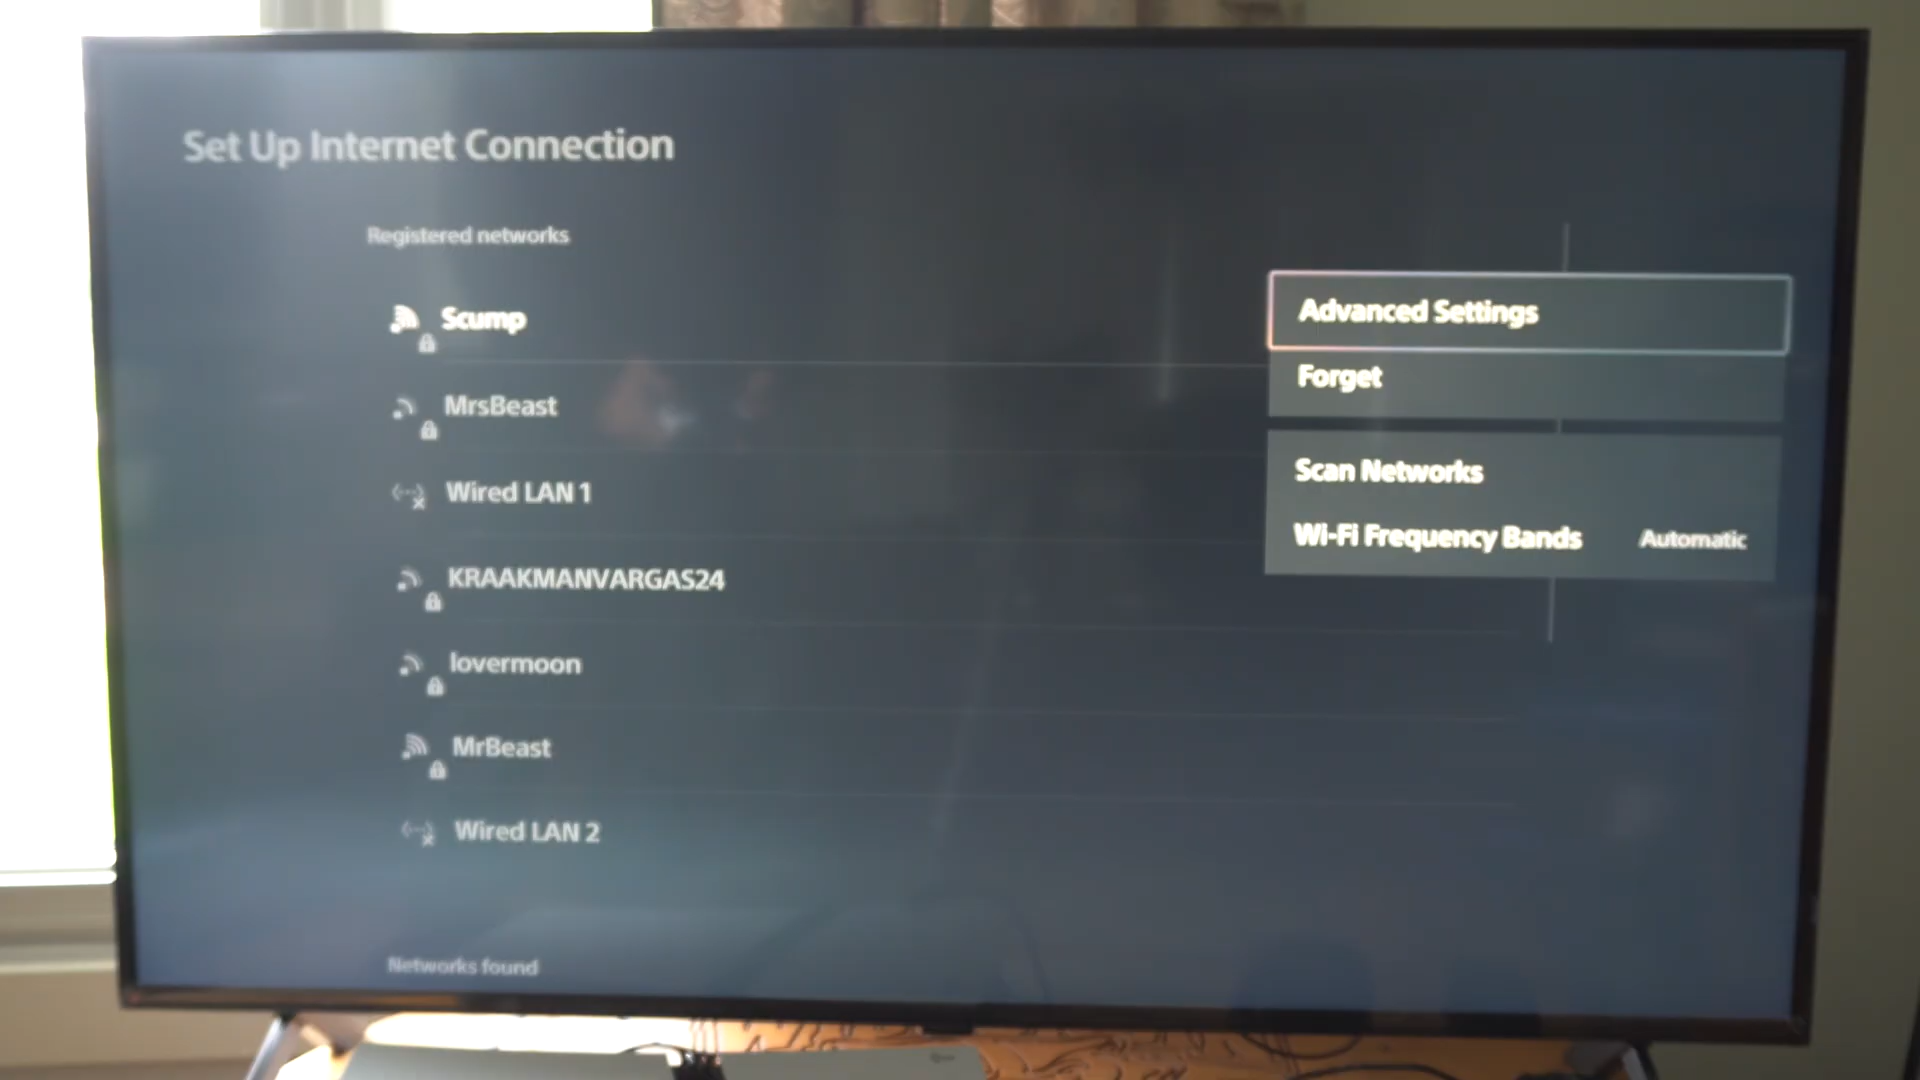 Set Up Internet Connection
Registered networks
Scump
MrsBeast
Wired LAN 1
KRAAKMANVARGAS24
lovermoon
MrBeast
Wired LAN 2
Networks found
Advanced Settings
Forget
Scan Networks
Wi-Fi Frequency Bands Automatic